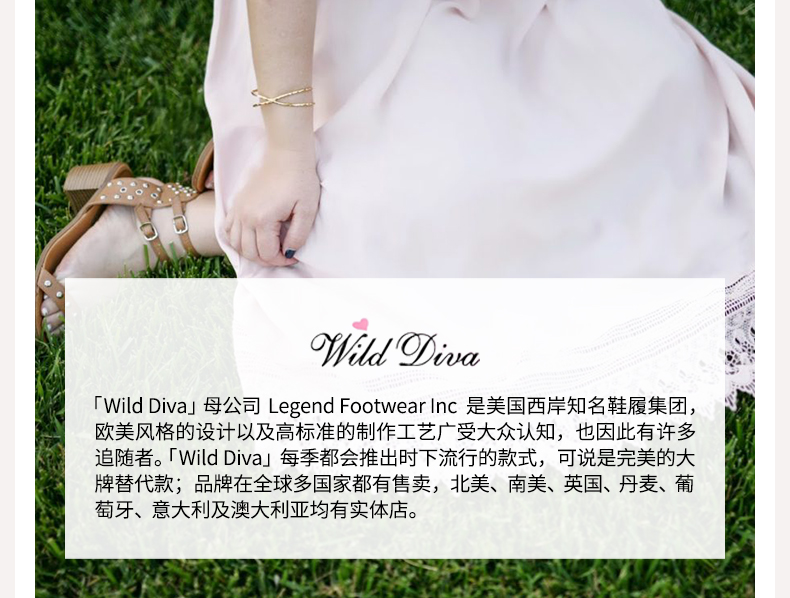 Wild Diva
「Wild Diva」母公司 Legend Footwear Inc 是美国西岸知名鞋履集团，
欧美风格的设计以及高标准的制作工艺广受大众认知，也因此有许多
追随者。「Wild Diva」每季都会推出时下流行的款式，可说是完美的大
牌替代款；品牌在全球多国家都有售卖，北美、南美、英国、丹麦、葡
萄牙、意大利及澳大利亚均有实体店。